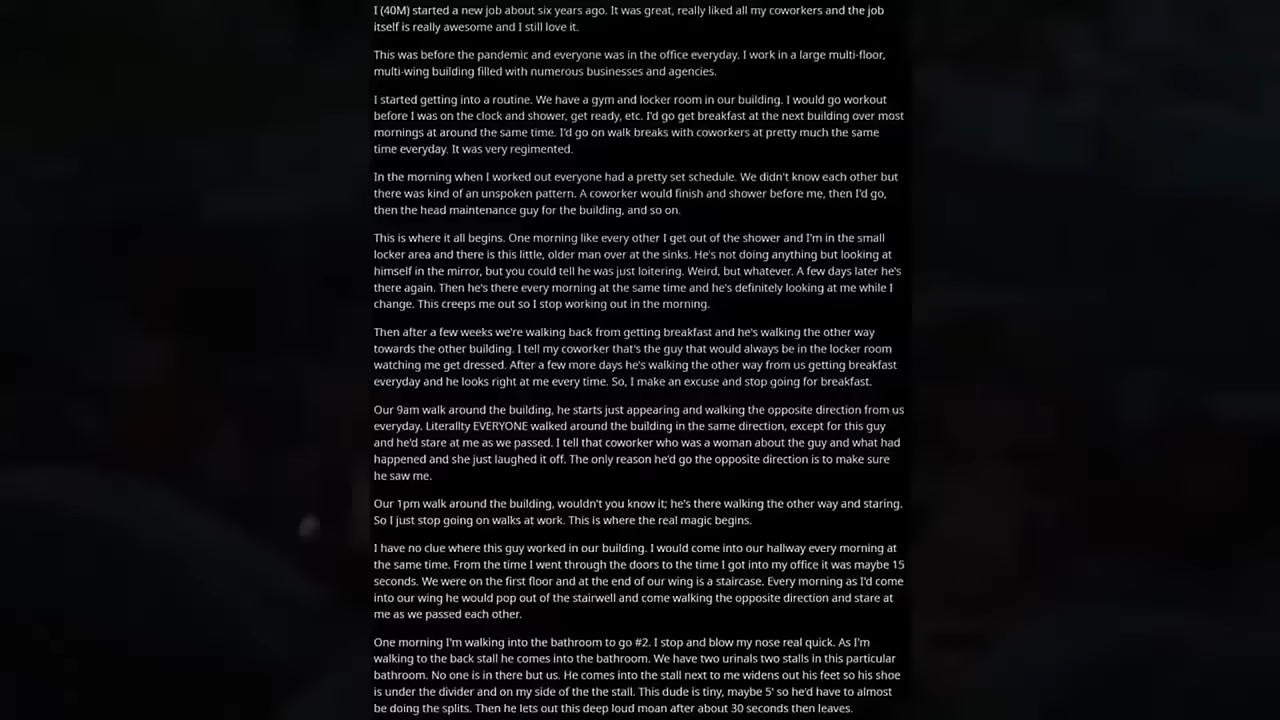 I (40M) started a new job about six years ago. It was great, really liked all my coworkers and the job
itself is really awesome and I still love it.
This was before the pandemic and everyone was in the office everyday. I work in a large multi-floor,
multi-wing building filled with numerous businesses and agencies.
I started getting into a routine. We have a gym and locker room in our building. I would go workout
before I was on the clock and shower, get ready, etc. I'd go get breakfast at the next building over most
mornings at around the same time. I'd go on walk breaks with coworkers at pretty much the same
time everyday. It was very regimented.
In the morning when I worked out everyone had a pretty set schedule. We didn't know each other but
there was kind of an unspoken pattern. A coworker would finish and shower before me, then I'd go,
then the head maintenance guy for the building, and so on.
This is where it all begins. One morning like every other I get out of the shower and I'm in the small
locker area and there is this little, older man over at the sinks. He's not doing anything but looking at
himself in the mirror, but you could tell he was just loitering. Weird, but whatever. A few days later he's
there again. Then he's there every morning at the same time and he's definitely looking at me while I
change. This creeps me out so I stop working out in the morning.
Then after a few weeks we're walking back from getting breakfast and he's walking the other way
towards the other building. I tell my coworker that's the guy that would always be in the locker room
watching me get dressed. After a few more days he's walking the other way from us getting breakfast
everyday and he looks right at me every time. So, I make an excuse and stop going for breakfast.
Our 9am walk around the building, he starts just appearing and walking the opposite direction from us
everyday. Literallty EVERYONE walked around the building in the same direction, except for this guy
and he'd stare at me as we passed. I tell that coworker who was a woman about the guy and what had
happened and she just laughed it off. The only reason he'd go the opposite direction is to make sure
he saw me.
Our 1pm walk around the building, wouldn't you know it; he's there walking the other way and staring.
So I just stop going on walks at work. This is where the real magic begins.
I have no clue where this guy worked in our building. I would come into our hallway every morning at
the same time. From the time I went through the doors to the time I got into my office it was maybe 15
seconds. We were on the first floor and at the end of our wing is a staircase. Every morning as I'd come
into our wing he would pop out of the stairwell and come walking the opposite direction and stare at
me as we passed each other.
One morning I'm walking into the bathroom to go #2. I stop and blow my nose real quick. As I'm
walking to the back stall he comes into the bathroom. We have two urinals two stalls in this particular
bathroom. No one is in there but us. He comes into the stall next to me widens out his feet so his shoe
is under the divider and on my side of the the stall. This dude is tiny, maybe 5' so he'd have to almost
be doing the splits. Then he lets out this deep loud moan after about 30 seconds then leaves.